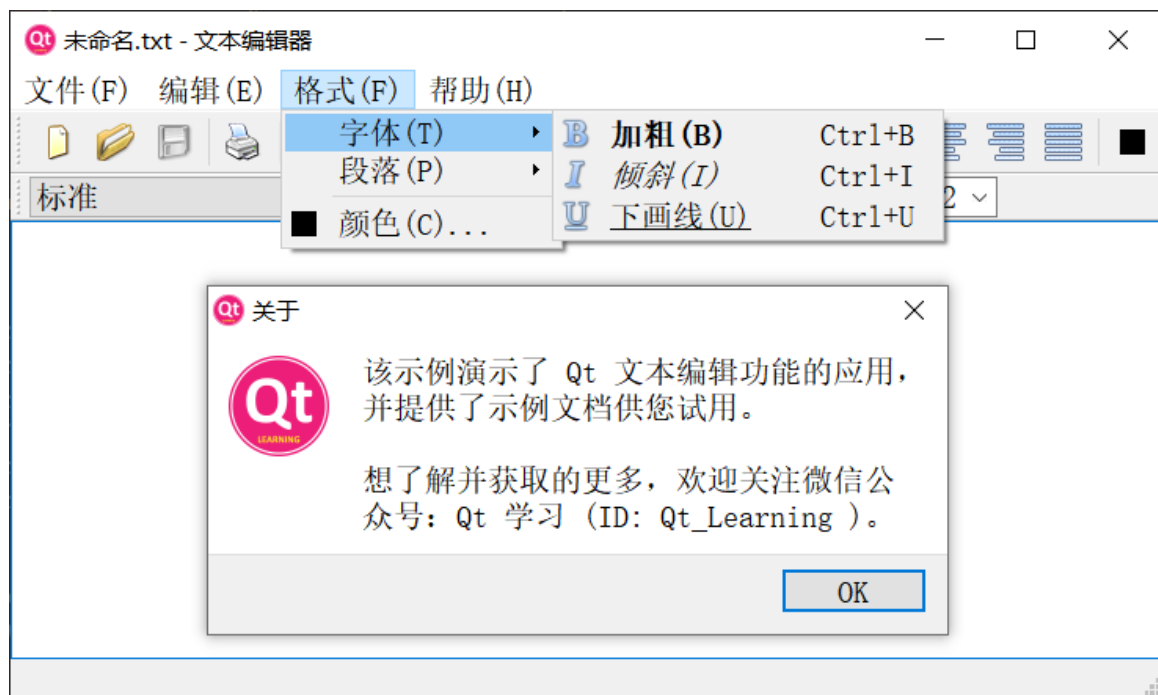 Qt 未命名.txt - 文本编辑器
文件(F) 编辑(E) 格式(F) 帮助(H)
字体(T)
段落(P)
颜色(C)...
B 加粗(B) Ctrl+B
I 倾斜(I) Ctrl+I
U 下画线(U) Ctrl+U
标准
2
Qt 关于
Qt
LEARNING
该示例演示了 Qt 文本编辑功能的应用，
并提供了示例文档供您试用。
想了解并获取的更多，欢迎关注微信公
众号：Qt 学习 (ID: Qt_Learning )。
OK